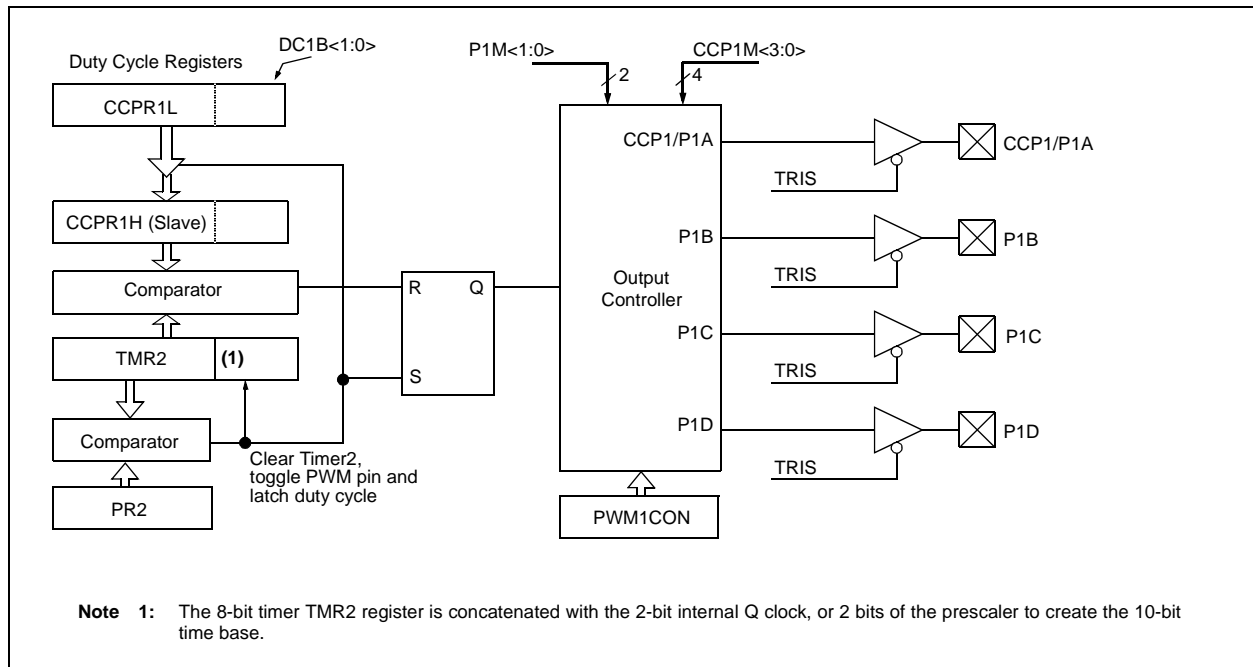 DC1B<1:0>
Duty Cycle Registers
CCPR1L
CCPR1H (Slave)
Comparator
TMR2
(1)
Comparator
PR2
Clear Timer2,
toggle PWM pin and
latch duty cycle
R
Q
S
P1M<1:0>
2
CCP1M<3:0>
4
Output
Controller
CCP1/P1A
P1B
P1C
P1D
PWM1CON
TRIS
CCP1/P1A
TRIS
P1B
TRIS
P1C
TRIS
P1D
Note 1: The 8-bit timer TMR2 register is concatenated with the 2-bit internal Q clock, or 2 bits of the prescaler to create the 10-bit
time base.